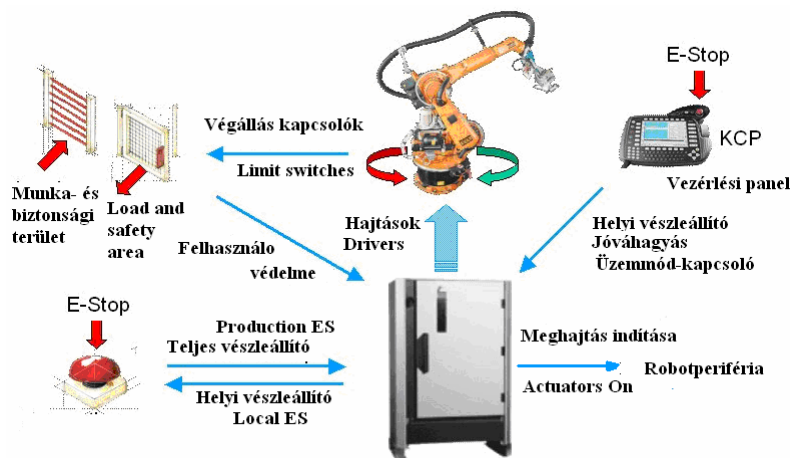 E-Stop
KCP
Vezérlési panel
Végállás kapcsolók
Limit switches
Munka- és
biztonsági
terület
Load and
safety
area
Hajtások
Drivers
Helyi vészleállító
Jóváhagyás
Üzemmód-kapcsoló
Felhasználo
védelme
E-Stop
Production ES
Teljes vészleállító
Helyi vészleállító
Local ES
Meghajtás indítása
Actuators On
Robotperiféria